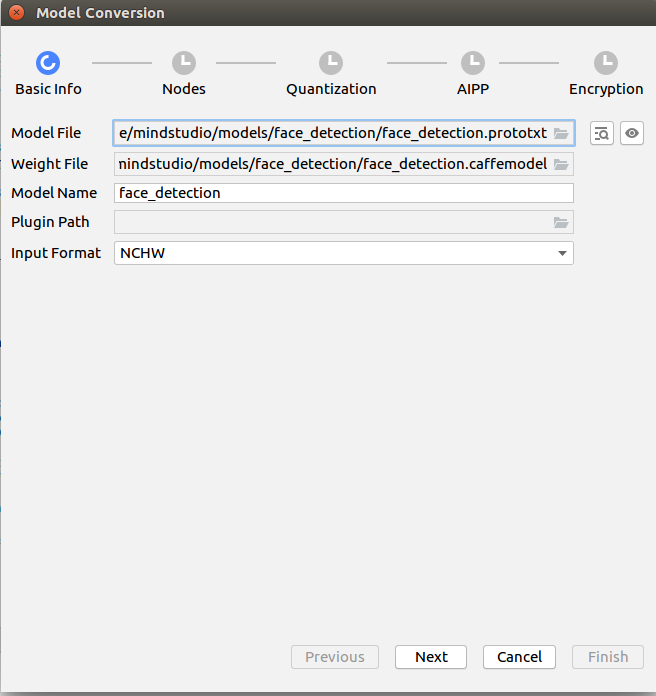 Model Conversion
Basic Info Nodes Quantization AIPP Encryption
Model File e/mindstudio/models/face_detection/face_detection.prototxt
Weight File nindstudio/models/face_detection/face_detection.caffemodel
Model Name face_detection
Plugin Path
Input Format NCHW
Previous Next Cancel Finish